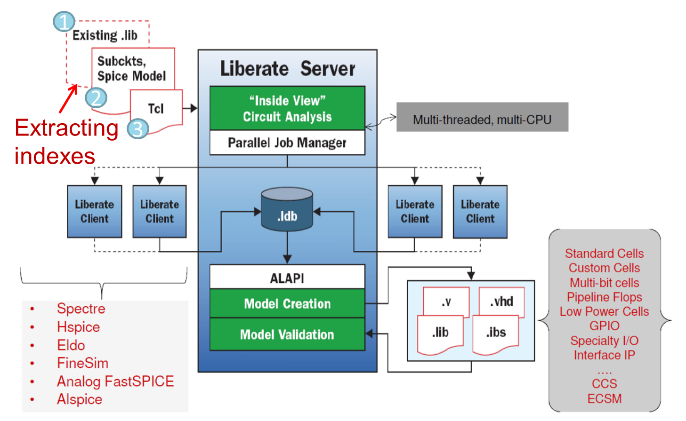 1
Existing .lib
Subckts,
Spice Model
2
Tcl
3
Extracting
indexes
Liberate Server
“Inside View”
Circuit Analysis
Parallel Job Manager
Multi-threaded, multi-CPU
Liberate
Client
Liberate
Client
Liberate
Client
Liberate
Client
.ldb
ALAPI
Model Creation
Model Validation
.v
.vhd
.lib
.ibs
• Spectre
• Hspice
• Eldo
• FineSim
• Analog FastSPICE
• Alspice
Standard Cells
Custom Cells
Multi-bit cells
Pipeline Flops
Low Power Cells
GPIO
Specialty I/O
Interface IP
....
CCS
ECSM